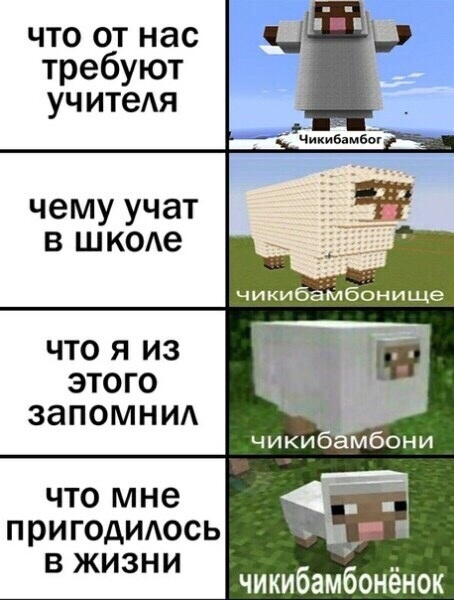 что от нас
требуют
учителя
Чикибамбог
чему учат
в школе
чикибамбонище
что я из
этого
запомнил
чикибамбони
что мне
пригодилось
в жизни
чикибамбонёнок